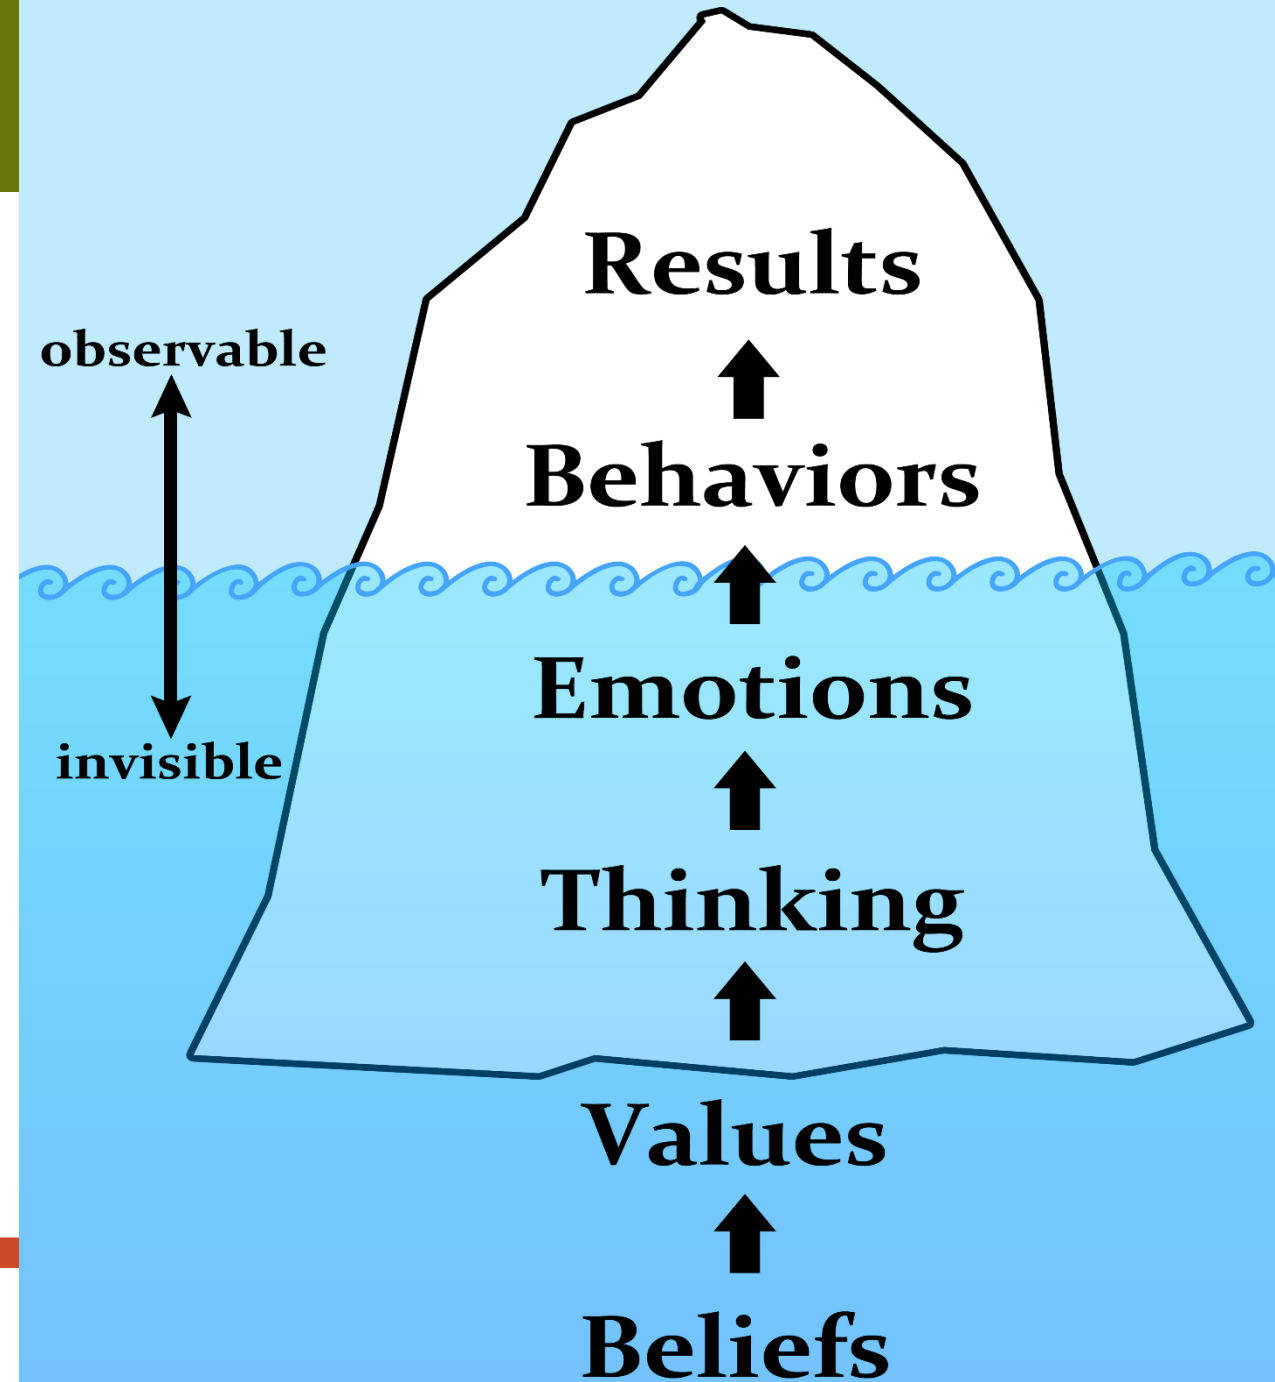 Results
observable
Behaviors
Emotions
invisible
Thinking
Values
Beliefs